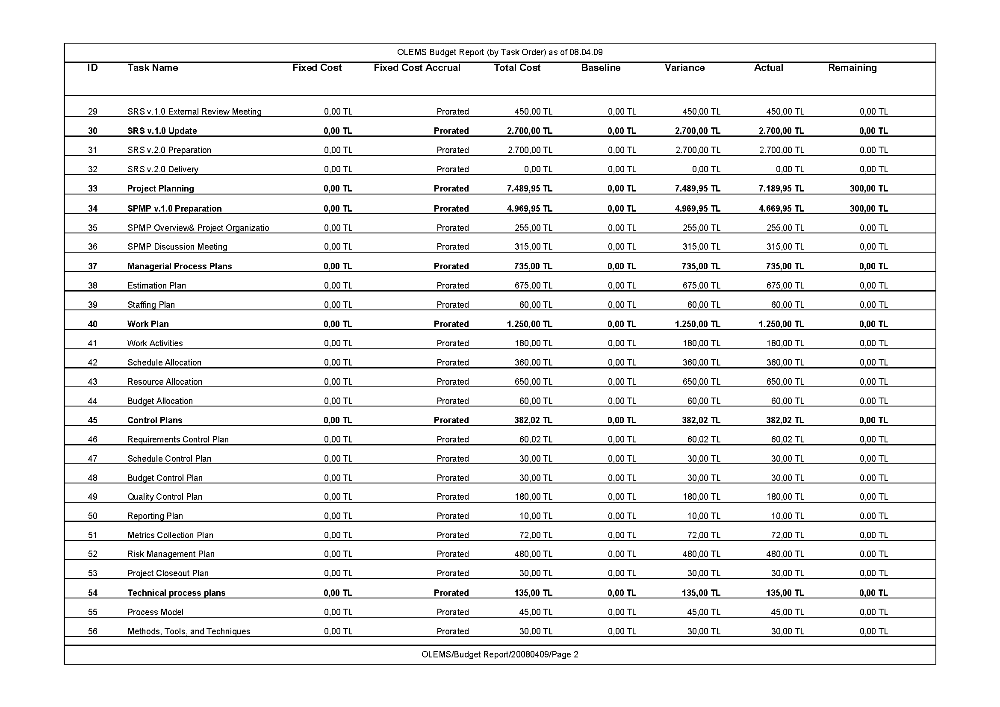 OLEMS Budget Report (by Task Order) as of 08.04.09
ID Task Name Fixed Cost Fixed Cost Accrual Total Cost Baseline Variance Actual Remaining
29 SRS v.1.0 External Review Meeting 0,00 TL Prorated 450,00 TL 0,00 TL 450,00 TL 450,00 TL 0,00 TL
30 SRS v.1.0 Update 0,00 TL Prorated 2.700,00 TL 0,00 TL 2.700,00 TL 2.700,00 TL 0,00 TL
31 SRS v.2.0 Preparation 0,00 TL Prorated 2.700,00 TL 0,00 TL 2.700,00 TL 2.700,00 TL 0,00 TL
32 SRS v.2.0 Delivery 0,00 TL Prorated 0,00 TL 0,00 TL 0,00 TL 0,00 TL 0,00 TL
33 Project Planning 0,00 TL Prorated 7.489,95 TL 0,00 TL 7.489,95 TL 7.189,95 TL 300,00 TL
34 SPMP v.1.0 Preparation 0,00 TL Prorated 4.969,95 TL 0,00 TL 4.969,95 TL 4.669,95 TL 300,00 TL
35 SPMP Overview& Project Organizatio 0,00 TL Prorated 255,00 TL 0,00 TL 255,00 TL 255,00 TL 0,00 TL
36 SPMP Discussion Meeting 0,00 TL Prorated 315,00 TL 0,00 TL 315,00 TL 315,00 TL 0,00 TL
37 Managerial Process Plans 0,00 TL Prorated 735,00 TL 0,00 TL 735,00 TL 735,00 TL 0,00 TL
38 Estimation Plan 0,00 TL Prorated 675,00 TL 0,00 TL 675,00 TL 675,00 TL 0,00 TL
39 Staffing Plan 0,00 TL Prorated 60,00 TL 0,00 TL 60,00 TL 60,00 TL 0,00 TL
40 Work Plan 0,00 TL Prorated 1.250,00 TL 0,00 TL 1.250,00 TL 1.250,00 TL 0,00 TL
41 Work Activities 0,00 TL Prorated 180,00 TL 0,00 TL 180,00 TL 180,00 TL 0,00 TL
42 Schedule Allocation 0,00 TL Prorated 360,00 TL 0,00 TL 360,00 TL 360,00 TL 0,00 TL
43 Resource Allocation 0,00 TL Prorated 650,00 TL 0,00 TL 650,00 TL 650,00 TL 0,00 TL
44 Budget Allocation 0,00 TL Prorated 60,00 TL 0,00 TL 60,00 TL 60,00 TL 0,00 TL
45 Control Plans 0,00 TL Prorated 382,02 TL 0,00 TL 382,02 TL 382,02 TL 0,00 TL
46 Requirements Control Plan 0,00 TL Prorated 60,02 TL 0,00 TL 60,02 TL 60,02 TL 0,00 TL
47 Schedule Control Plan 0,00 TL Prorated 30,00 TL 0,00 TL 30,00 TL 30,00 TL 0,00 TL
48 Budget Control Plan 0,00 TL Prorated 30,00 TL 0,00 TL 30,00 TL 30,00 TL 0,00 TL
49 Quality Control Plan 0,00 TL Prorated 180,00 TL 0,00 TL 180,00 TL 180,00 TL 0,00 TL
50 Reporting Plan 0,00 TL Prorated 10,00 TL 0,00 TL 10,00 TL 10,00 TL 0,00 TL
51 Metrics Collection Plan 0,00 TL Prorated 72,00 TL 0,00 TL 72,00 TL 72,00 TL 0,00 TL
52 Risk Management Plan 0,00 TL Prorated 480,00 TL 0,00 TL 480,00 TL 480,00 TL 0,00 TL
53 Project Closeout Plan 0,00 TL Prorated 30,00 TL 0,00 TL 30,00 TL 30,00 TL 0,00 TL
54 Technical process plans 0,00 TL Prorated 135,00 TL 0,00 TL 135,00 TL 135,00 TL 0,00 TL
55 Process Model 0,00 TL Prorated 45,00 TL 0,00 TL 45,00 TL 45,00 TL 0,00 TL
56 Methods, Tools, and Techniques 0,00 TL Prorated 30,00 TL 0,00 TL 30,00 TL 30,00 TL 0,00 TL
OLEMS/Budget Report/20080409/Page 2